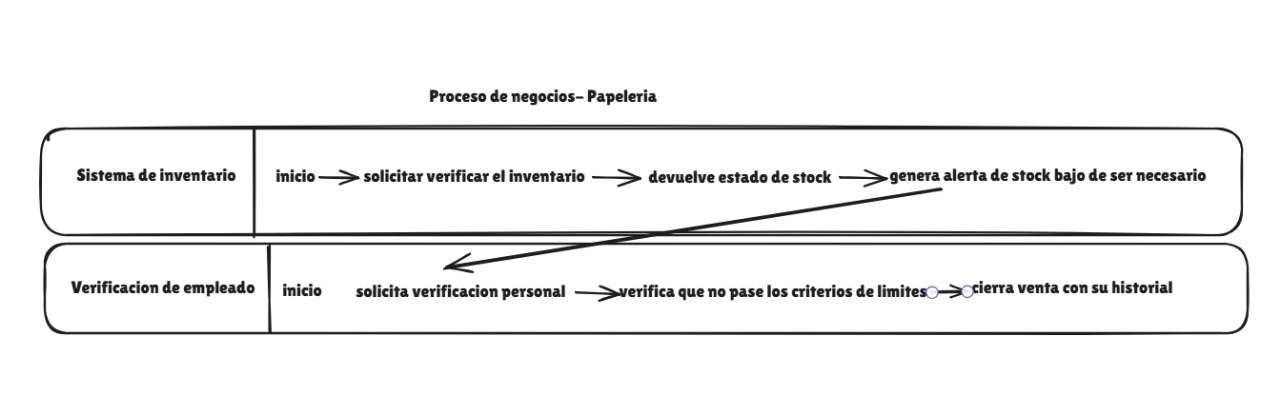 Proceso de negocios- Papeleria
Sistema de inventario
inicio
solicitar verificar el inventario
devuelve estado de stock
genera alerta de stock bajo de ser necesario
Verificacion de empleado
inicio
solicita verificacion personal
verifica que no pase los criterios de limites
cierra venta con su historial